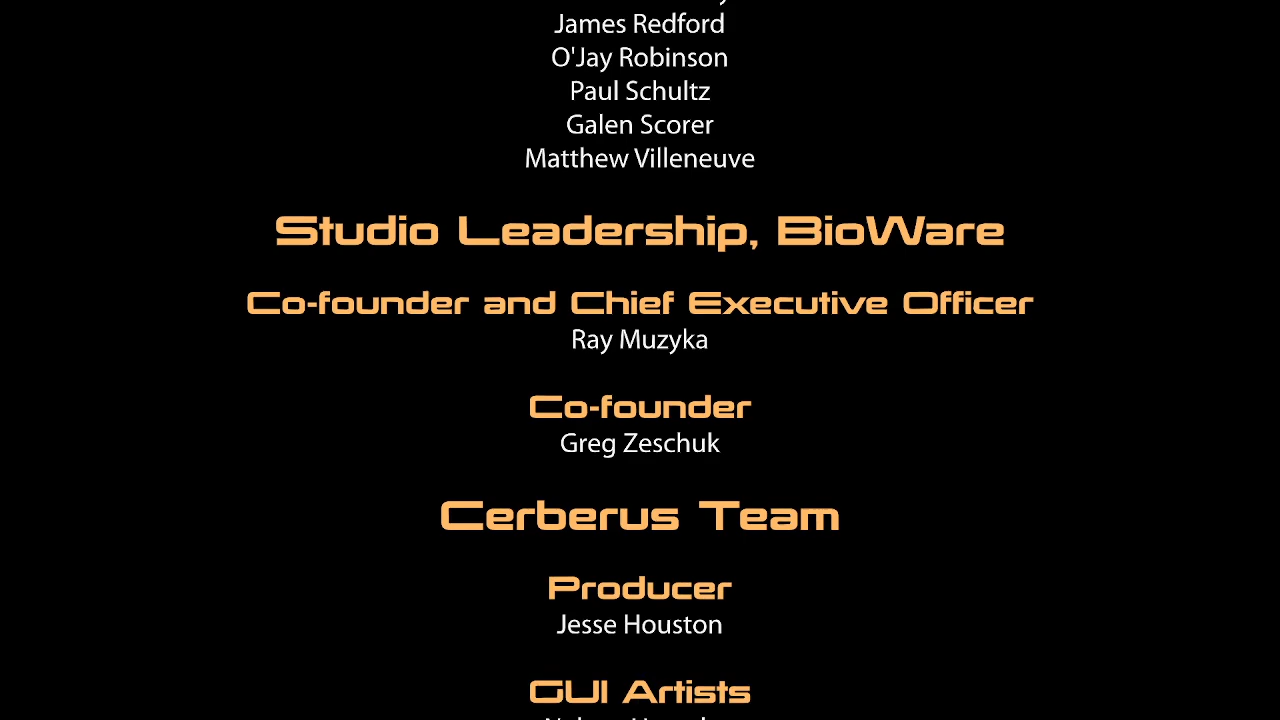 James Redford
O'Jay Robinson
Paul Schultz
Galen Scorer
Matthew Villeneuve
Studio Leadership, BioWare
Co-founder and Chief Executive Officer
Ray Muzyka
Co-founder
Greg Zeschuk
Cerberus Team
Producer
Jesse Houston
GUI Artists